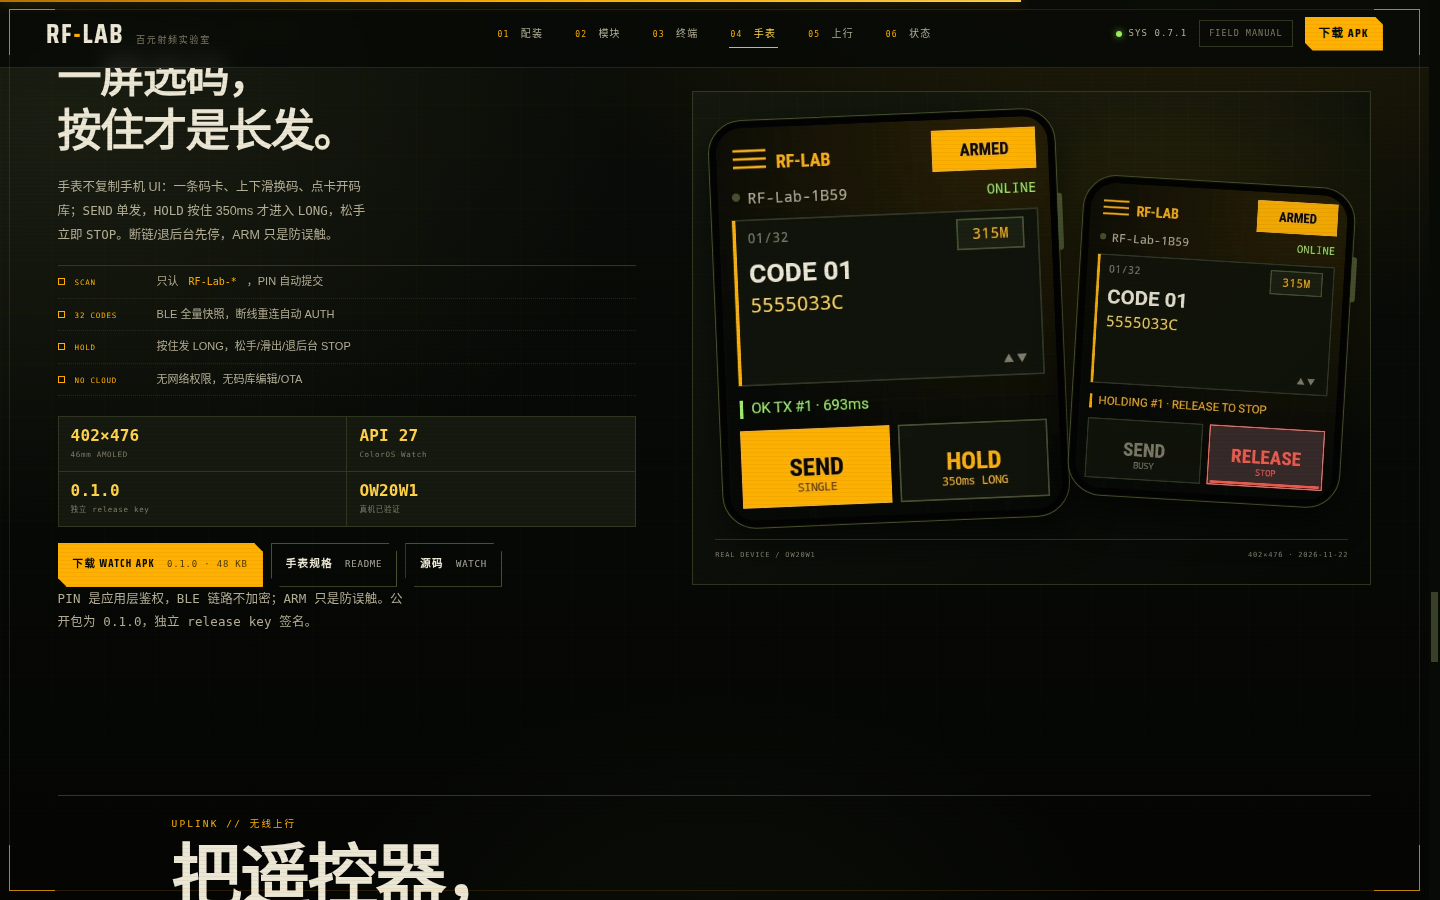 RF-LAB 百元射频实验室
01 配装 02 模块 03 终端 04 手表 05 上行 06 状态
SYS 0.7.1
FIELD MANUAL
下载 APK
一屏选码，
按住才是长发。
手表不复制手机 UI：一条码卡、上下滑换码、点卡开码
库；SEND 单发，HOLD 按住 350ms 才进入 LONG，松手
立即 STOP。断链/退后台先停，ARM 只是防误触。
SCAN 只认 RF-Lab-* ，PIN 自动提交
32 CODES BLE 全量快照，断线重连自动 AUTH
HOLD 按住发 LONG，松手/滑出/退后台 STOP
NO CLOUD 无网络权限，无码库编辑/OTA
402×476
46mm AMOLED
API 27
ColorOS Watch
0.1.0
独立 release key
OW20W1
真机已验证
下载 WATCH APK 0.1.0 · 48 KB
手表规格 README
源码 WATCH
PIN 是应用层鉴权，BLE 链路不加密；ARM 只是防误触。公
开包为 0.1.0，独立 release key 签名。
RF-LAB
ARMED
RF-Lab-1B59
ONLINE
01/32
315M
CODE 01
5555033C
▲▼
OK TX #1 · 693ms
SEND
SINGLE
HOLD
350ms LONG
RF-LAB
ARMED
RF-Lab-1B59
ONLINE
01/32
315M
CODE 01
5555033C
▲▼
HOLDING #1 · RELEASE TO STOP
SEND
BUSY
RELEASE
STOP
REAL DEVICE / OW20W1
402×476 · 2026-11-22
UPLINK // 无线上行
把遥控器，